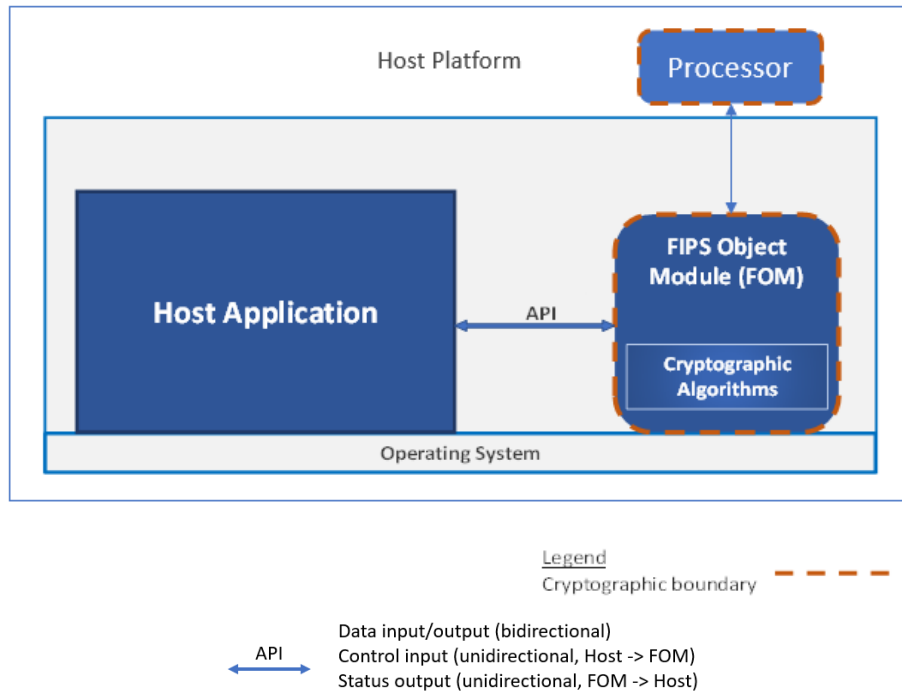 Host Platform
Processor
FIPS Object
Module (FOM)
Host Application
API
Cryptographic
Algorithms
Operating System
Legend
Cryptographic boundary
API
Data input/output (bidirectional)
Control input (unidirectional, Host -> FOM)
Status output (unidirectional, FOM -> Host)